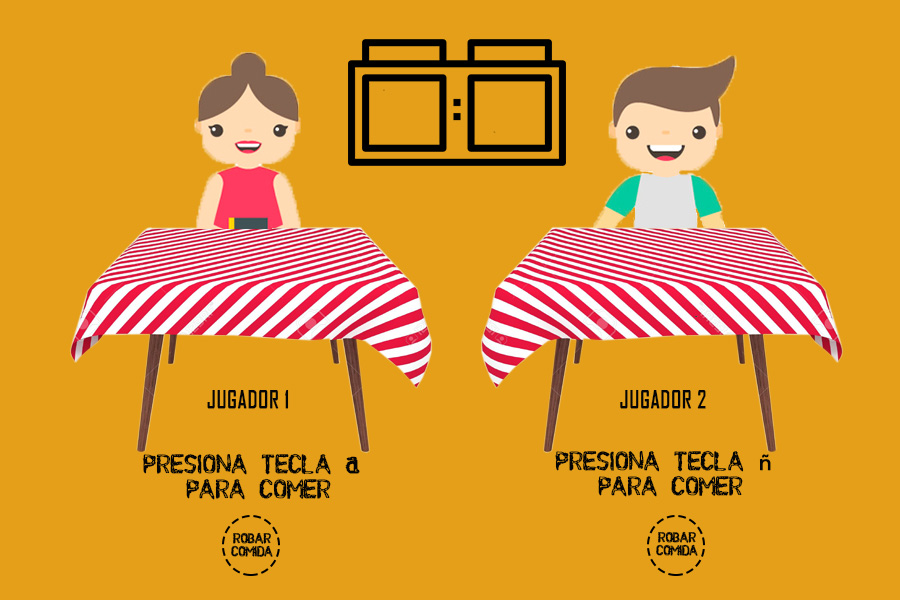 :
JUGADOR 1
JUGADOR 2
PRESIONA TECLA a
PARA COMER
PRESIONA TECLA ñ
PARA COMER
ROBAR
COMIDA
ROBAR
COMIDA